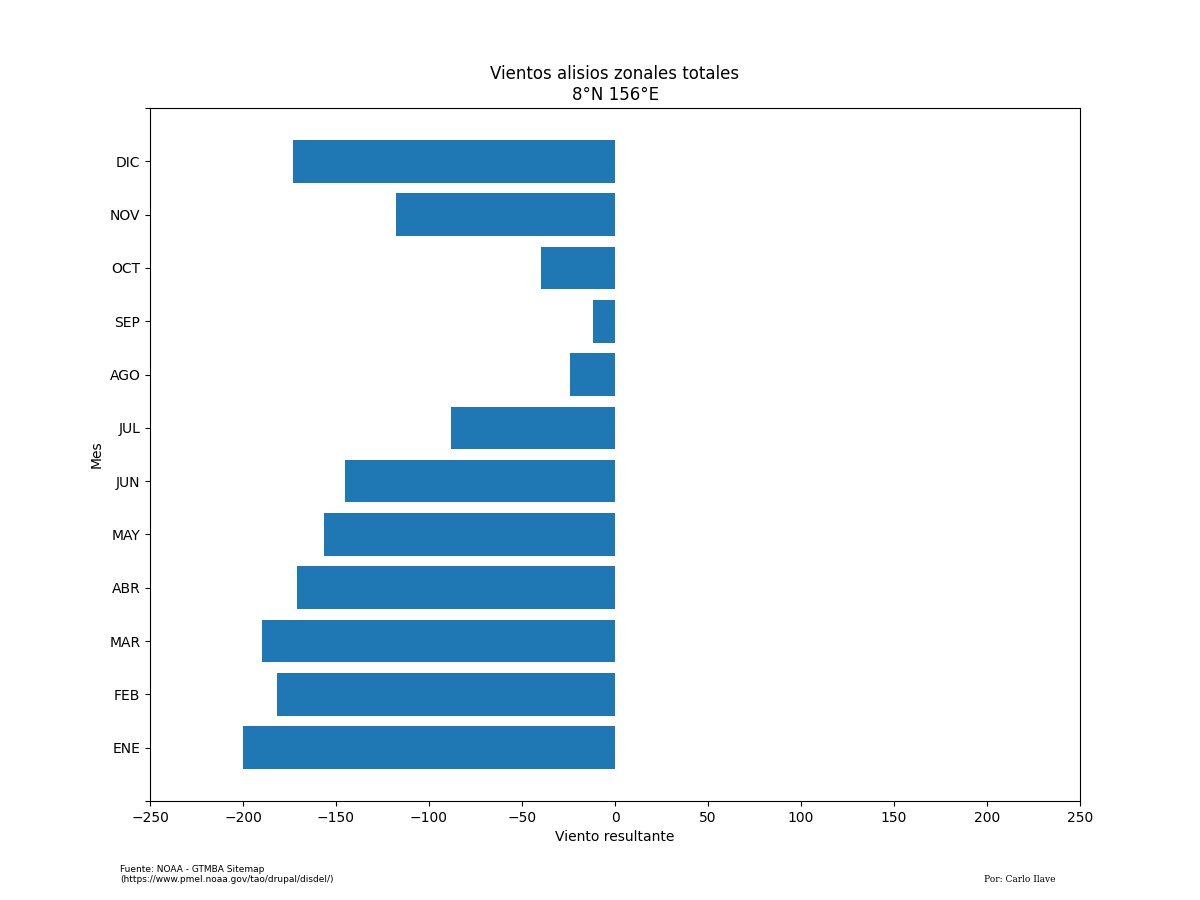 Vientos alisios zonales totales
8°N 156°E
DIC
NOV
OCT
SEP
AGO
JUL
JUN
MAY
ABR
MAR
FEB
ENE
Mes
−250 −200 −150 −100 −50 0 50 100 150 200 250
Viento resultante
Fuente: NOAA - GTMBA Sitemap
(https://www.pmel.noaa.gov/tao/drupal/disdel/)
Por: Carlo Ilave